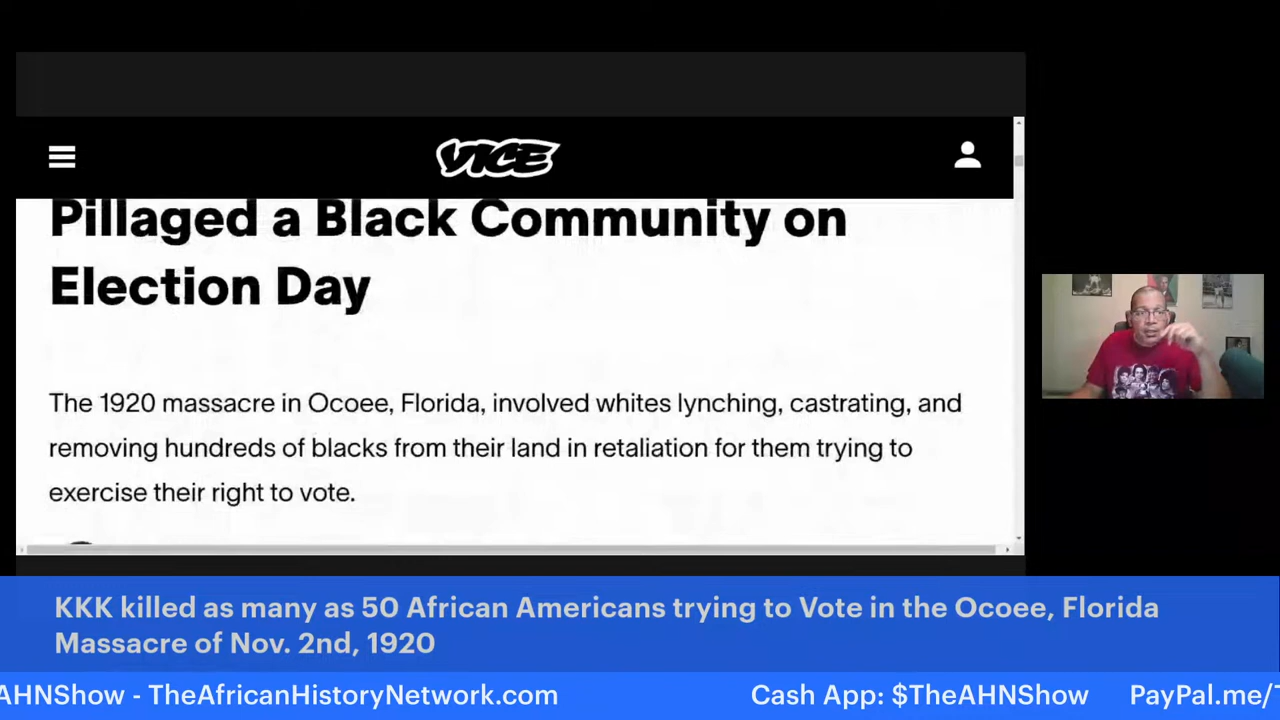 VICE
Pillaged a Black Community on
Election Day
The 1920 massacre in Ocoee, Florida, involved whites lynching, castrating, and
removing hundreds of blacks from their land in retaliation for them trying to
exercise their right to vote.
KKK killed as many as 50 African Americans trying to Vote in the Ocoee, Florida
Massacre of Nov. 2nd, 1920
AHNShow - TheAfricanHistoryNetwork.com Cash App: $TheAHNShow PayPal.me/T